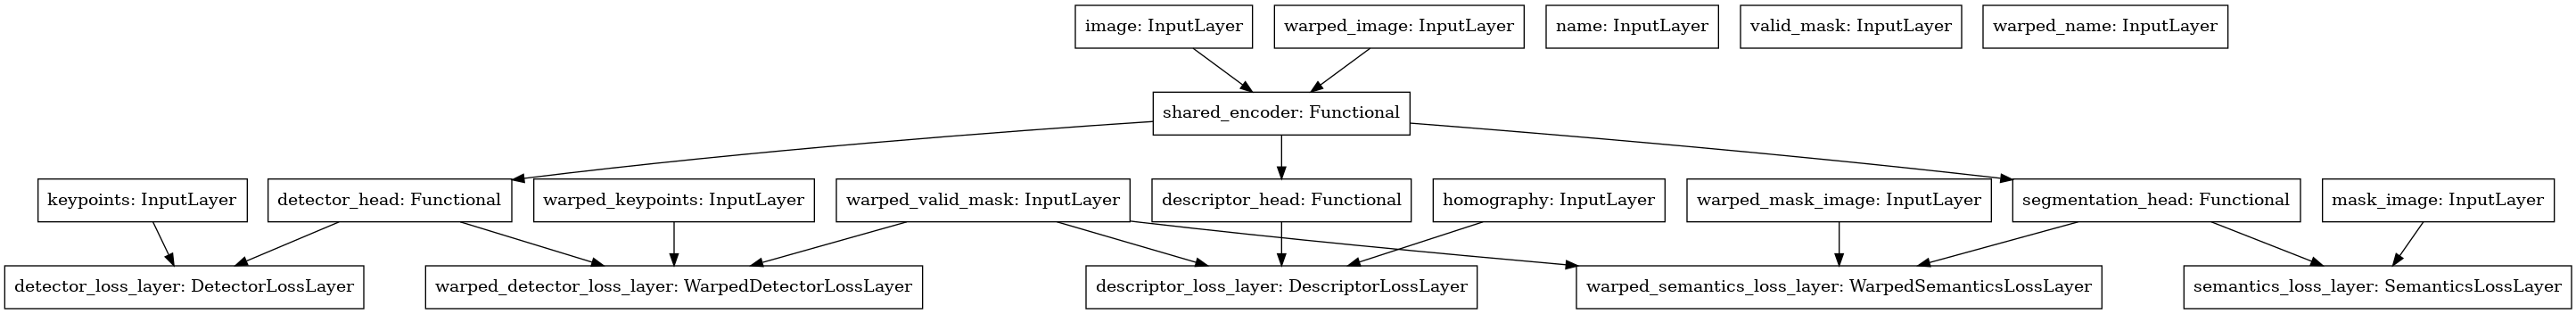 image: InputLayer
warped_image: InputLayer
name: InputLayer
valid_mask: InputLayer
warped_name: InputLayer
shared_encoder: Functional
keypoints: InputLayer
detector_head: Functional
warped_keypoints: InputLayer
warped_valid_mask: InputLayer
descriptor_head: Functional
homography: InputLayer
warped_mask_image: InputLayer
segmentation_head: Functional
mask_image: InputLayer
detector_loss_layer: DetectorLossLayer
warped_detector_loss_layer: WarpedDetectorLossLayer
descriptor_loss_layer: DescriptorLossLayer
warped_semantics_loss_layer: WarpedSemanticsLossLayer
semantics_loss_layer: SemanticsLossLayer